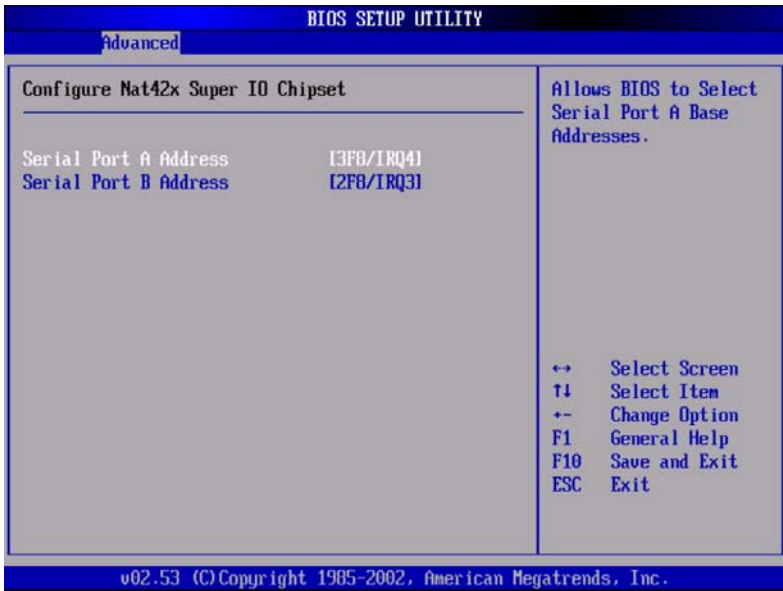 BIOS SETUP UTILITY
Advanced
Configure Nat42x Super IO Chipset
Serial Port A Address [3F8/IRQ4]
Serial Port B Address [2F8/IRQ3]
Allows BIOS to Select
Serial Port A Base
Addresses.
↔ Select Screen
↑↓ Select Item
+- Change Option
F1 General Help
F10 Save and Exit
ESC Exit
v02.53 (C)Copyright 1985-2002, American Megatrends, Inc.